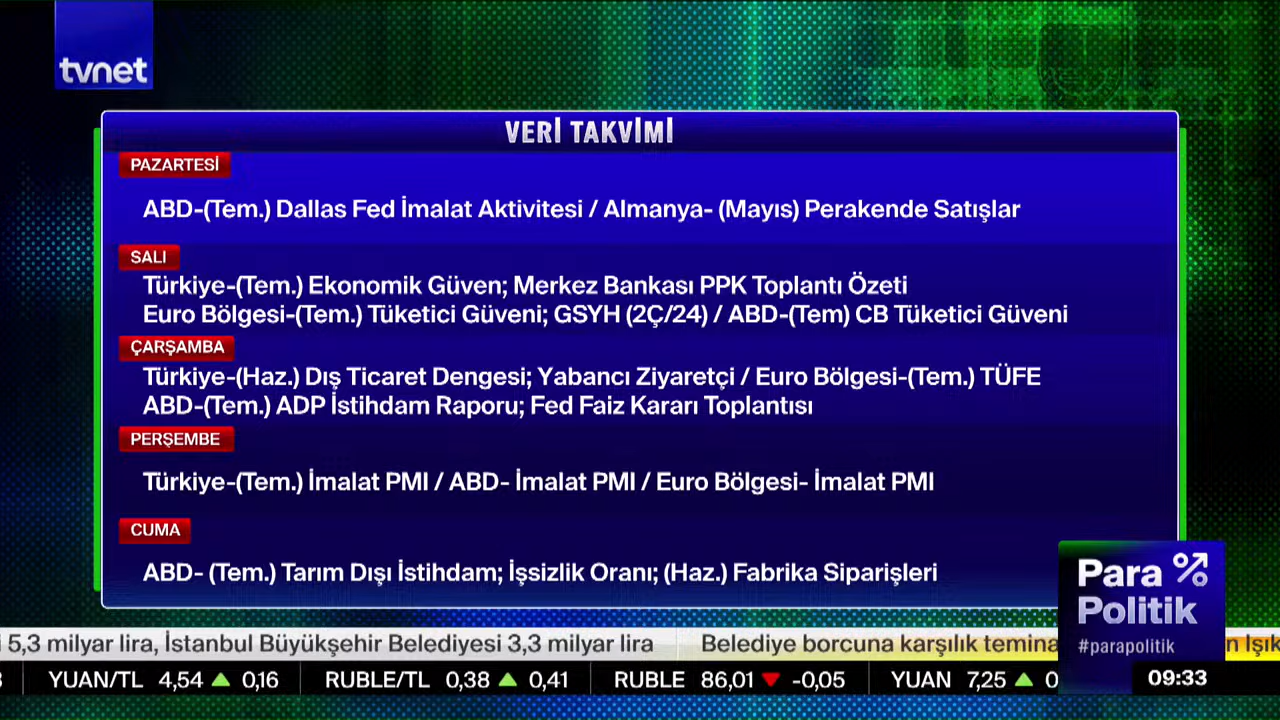 tvnet
VERİ TAKVİMİ
PAZARTESİ
ABD-(Tem.) Dallas Fed İmalat Aktivitesi / Almanya- (Mayıs) Perakende Satışlar
SALI
Türkiye-(Tem.) Ekonomik Güven; Merkez Bankası PPK Toplantı Özeti
Euro Bölgesi-(Tem.) Tüketici Güveni; GSYH (2Ç/24) / ABD-(Tem) CB Tüketici Güveni
ÇARŞAMBA
Türkiye-(Haz.) Dış Ticaret Dengesi; Yabancı Ziyaretçi / Euro Bölgesi-(Tem.) TÜFE
ABD-(Tem.) ADP İstihdam Raporu; Fed Faiz Kararı Toplantısı
PERŞEMBE
Türkiye-(Tem.) İmalat PMI / ABD- İmalat PMI / Euro Bölgesi- İmalat PMI
CUMA
ABD- (Tem.) Tarım Dışı İstihdam; İşsizlik Oranı; (Haz.) Fabrika Siparişleri
Para %
Politik
#parapolitik
5,3 milyar lira, İstanbul Büyükşehir Belediyesi 3,3 milyar lira Belediye borcuna karşılık
YUAN/TL 4,54 ▲ 0,16 RUBLE/TL 0,38 ▲ 0,41 RUBLE 86,01 ▼ -0,05 YUAN 7,25 ▲
09:33